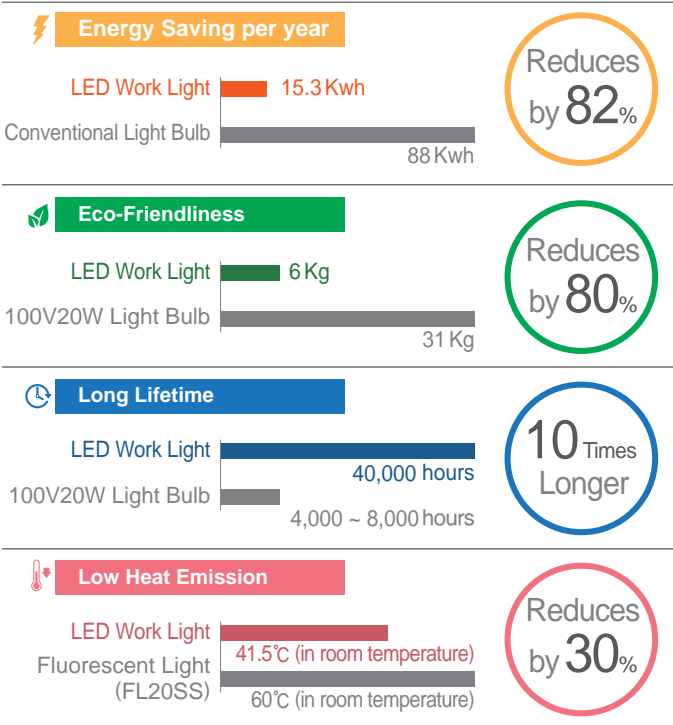 Energy Saving per year
LED Work Light
15.3 Kwh
Conventional Light Bulb
88 Kwh
Reduces
by 82%
Eco-Friendliness
LED Work Light
6 Kg
100V20W Light Bulb
31 Kg
Reduces
by 80%
Long Lifetime
LED Work Light
40,000 hours
100V20W Light Bulb
4,000 ~ 8,000 hours
10 Times
Longer
Low Heat Emission
LED Work Light
41.5℃ (in room temperature)
Fluorescent Light
(FL20SS)
60℃ (in room temperature)
Reduces
by 30%